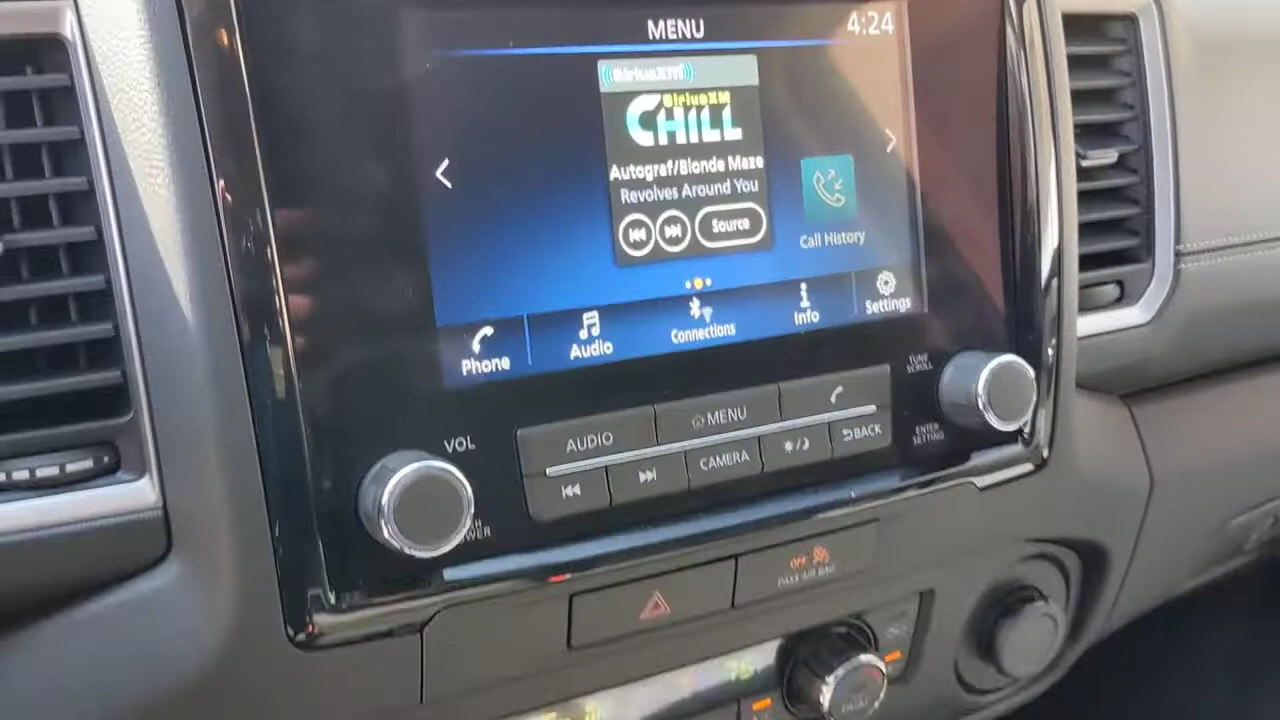 MENU
4:24
SiriusXM
SiriusXM
CHILL
Autograf/Blonde Maze
Revolves Around You
Source
Call History
Phone
Audio
Connections
Info
Settings
VOL
TUNE
SCROLL
AUDIO
MENU
CAMERA
BACK
ENTER
SETTING
OFF
PASS AIR BAG